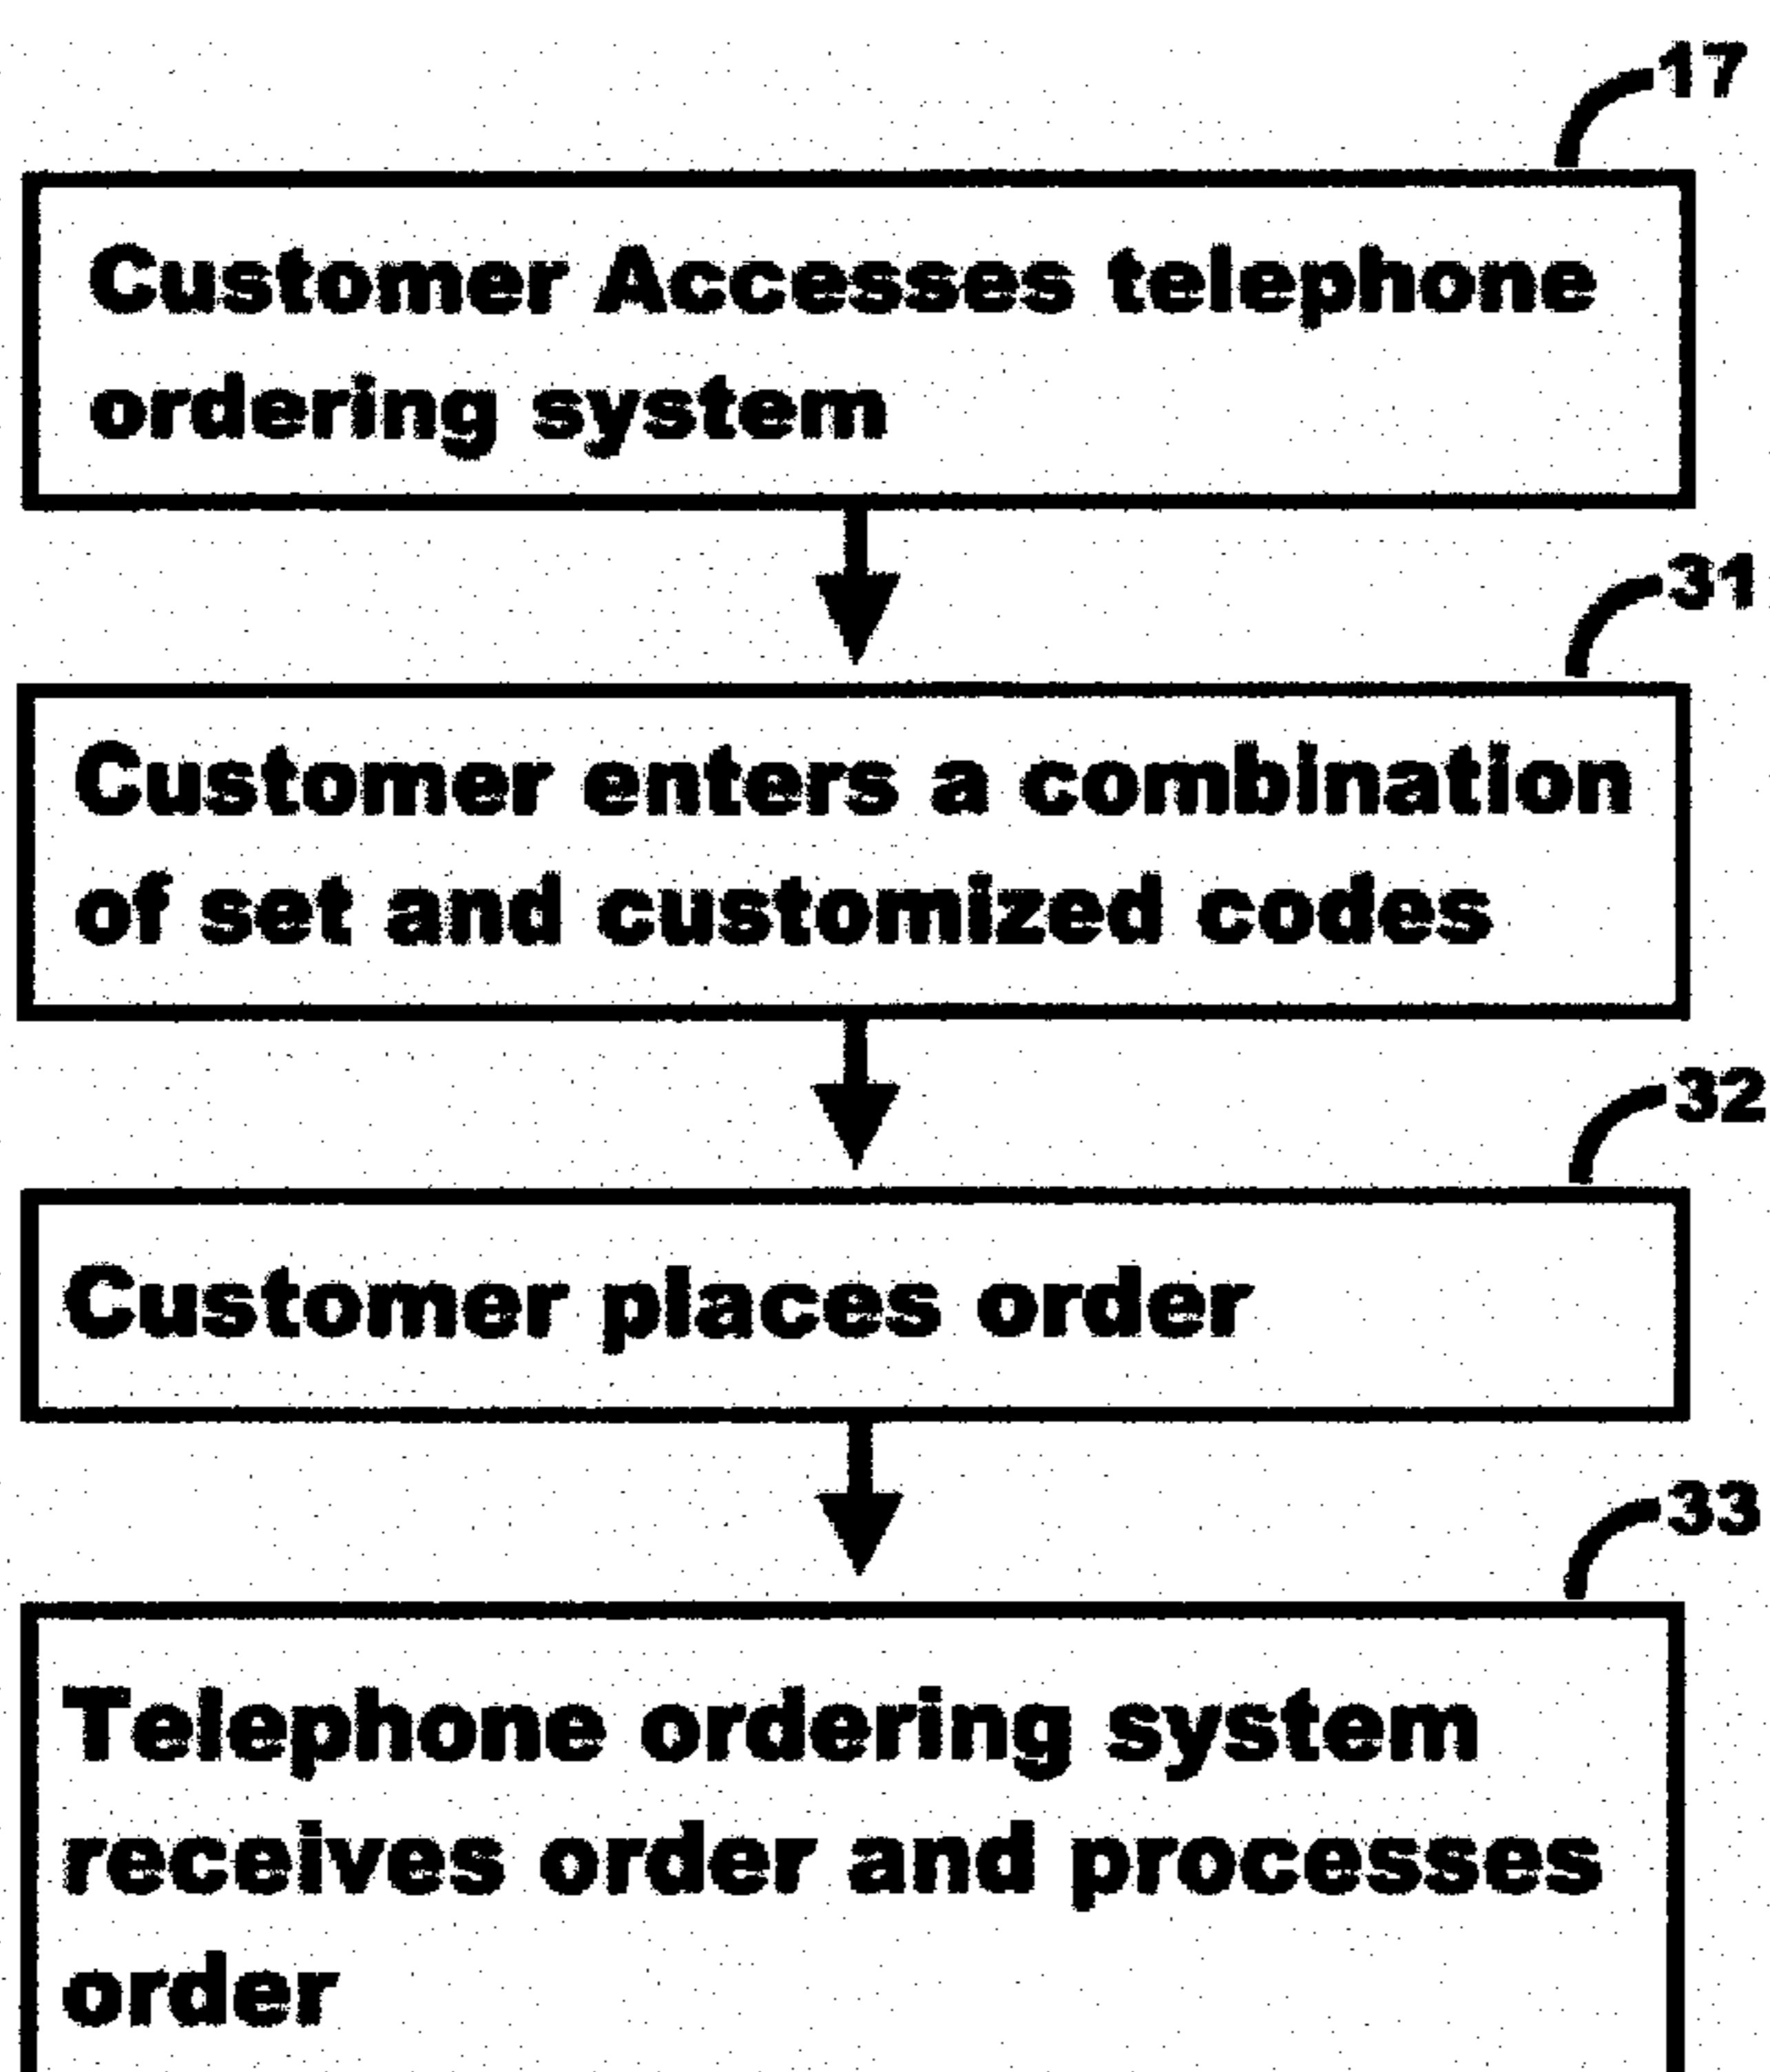 17
Customer Accesses telephone
ordering system
31
Customer enters a combination
of set and customized codes
32
Customer places order
33
Telephone ordering system
receives order and processes
order